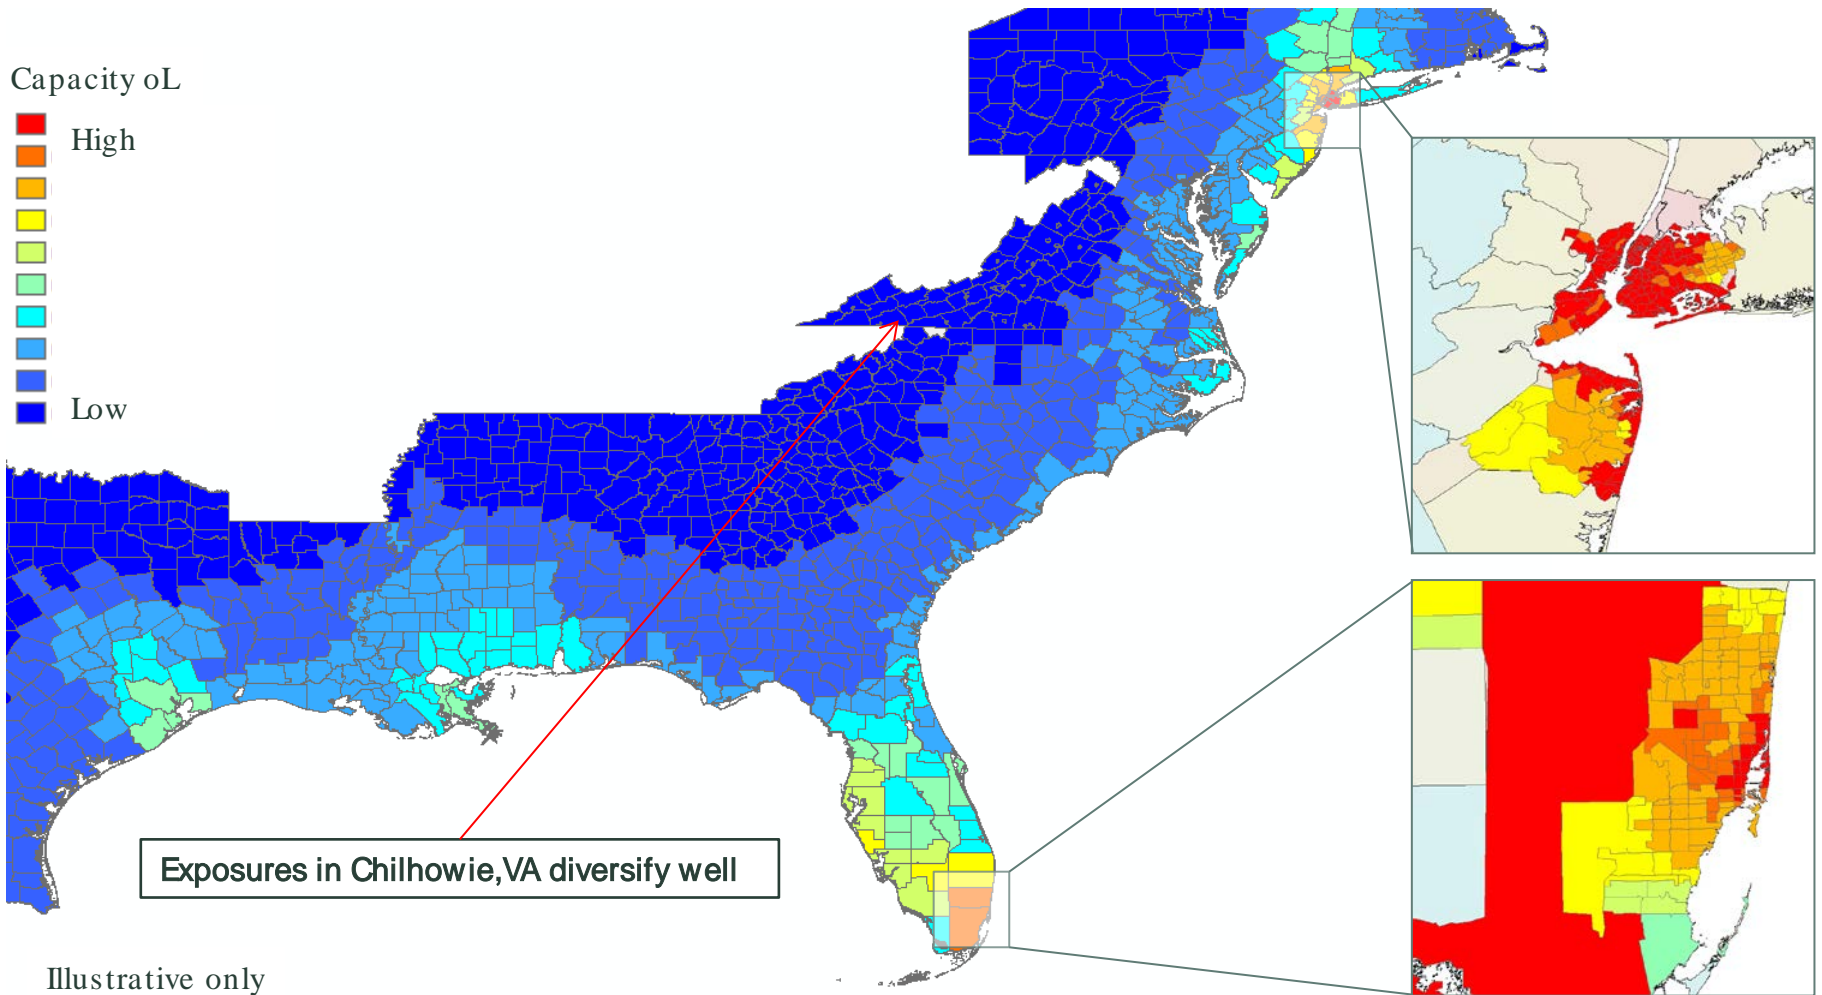 Capacity oL
High
Low
Exposures in Chilhowie, VA diversify well
Illustrative only